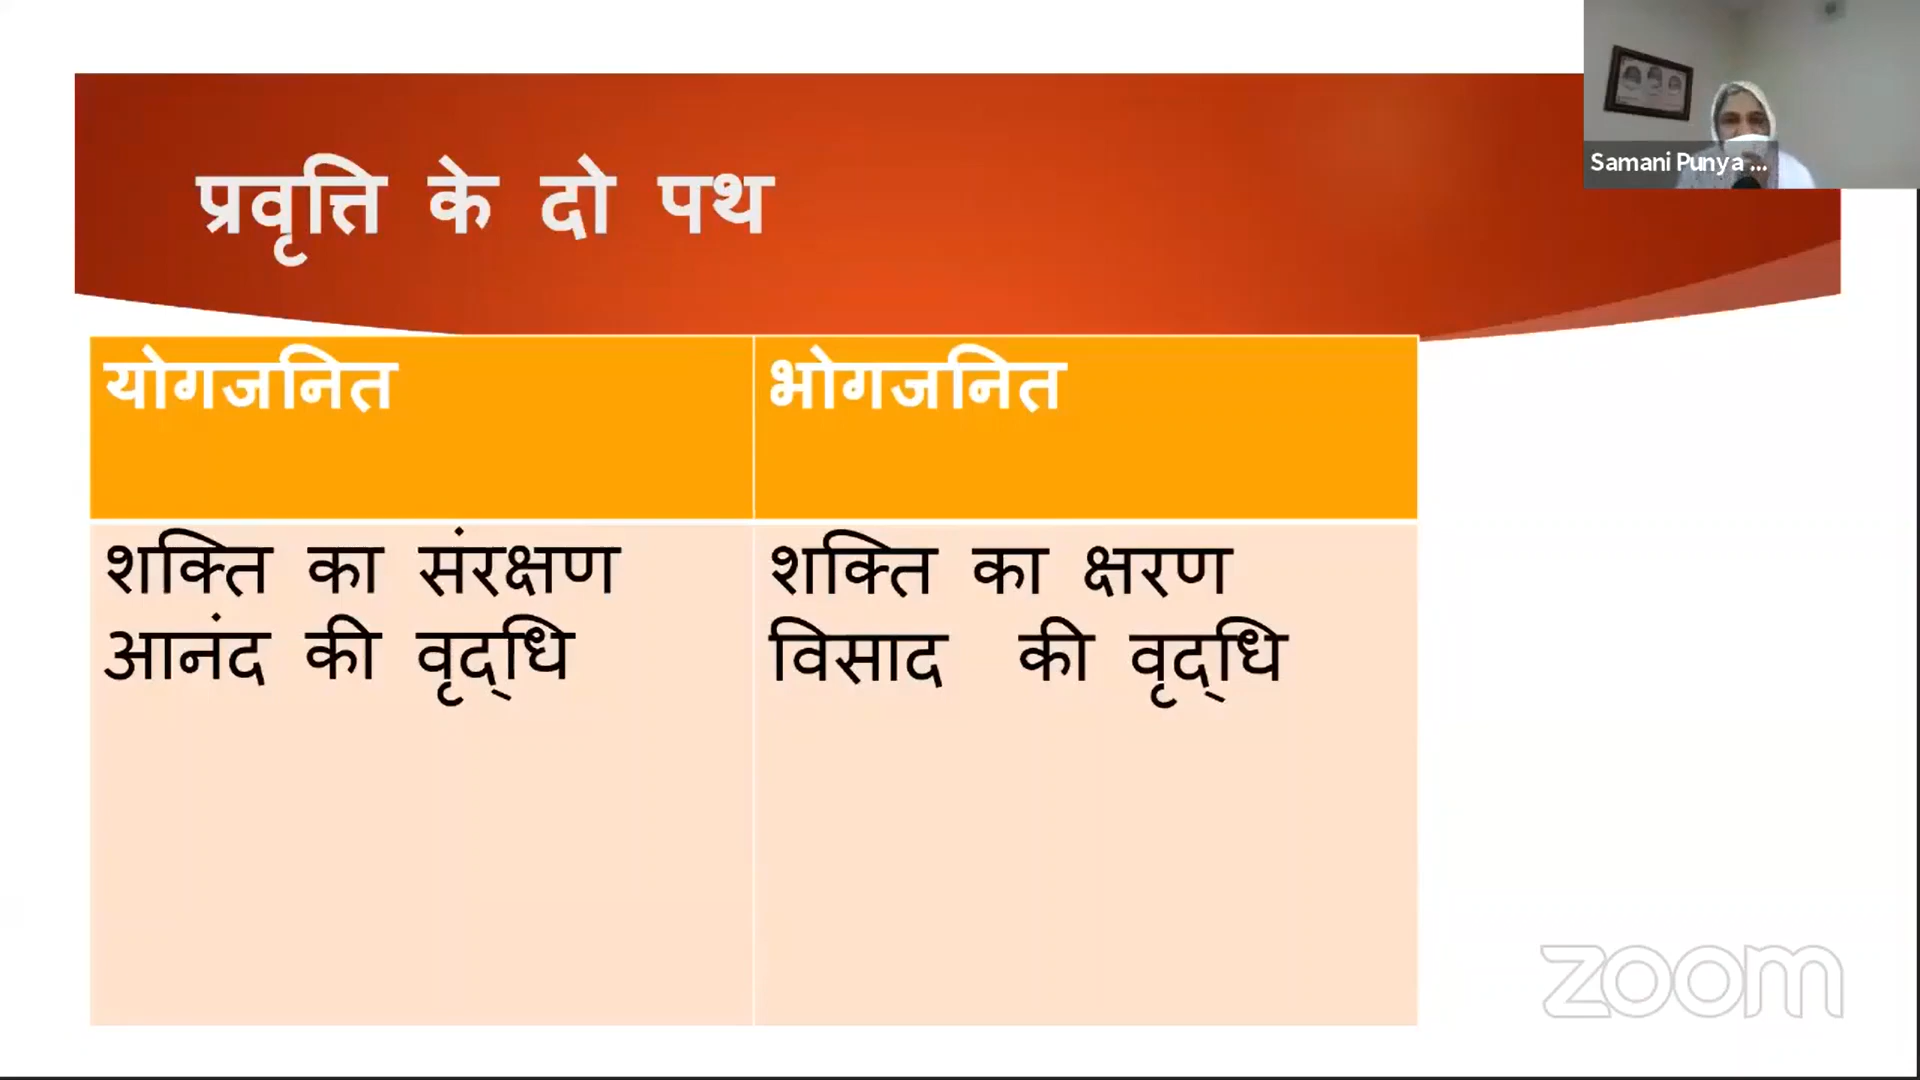 प्रवृत्ति के दो पथ
Samani Punya ...
योगजनित
भोगजनित
शक्ति का संरक्षण
आनंद की वृद्‌धि
शक्ति का क्षरण
विसाद की वृद्‌धि
zoom